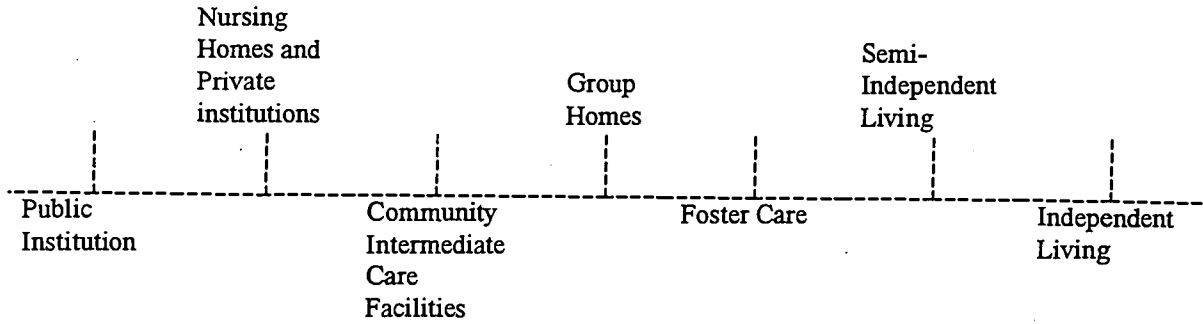 Nursing
Homes and
Private
institutions
Group
Homes
Semi-
Independent
Living
Public
Institution
Community
Intermediate
Care
Facilities
Foster Care
Independent
Living